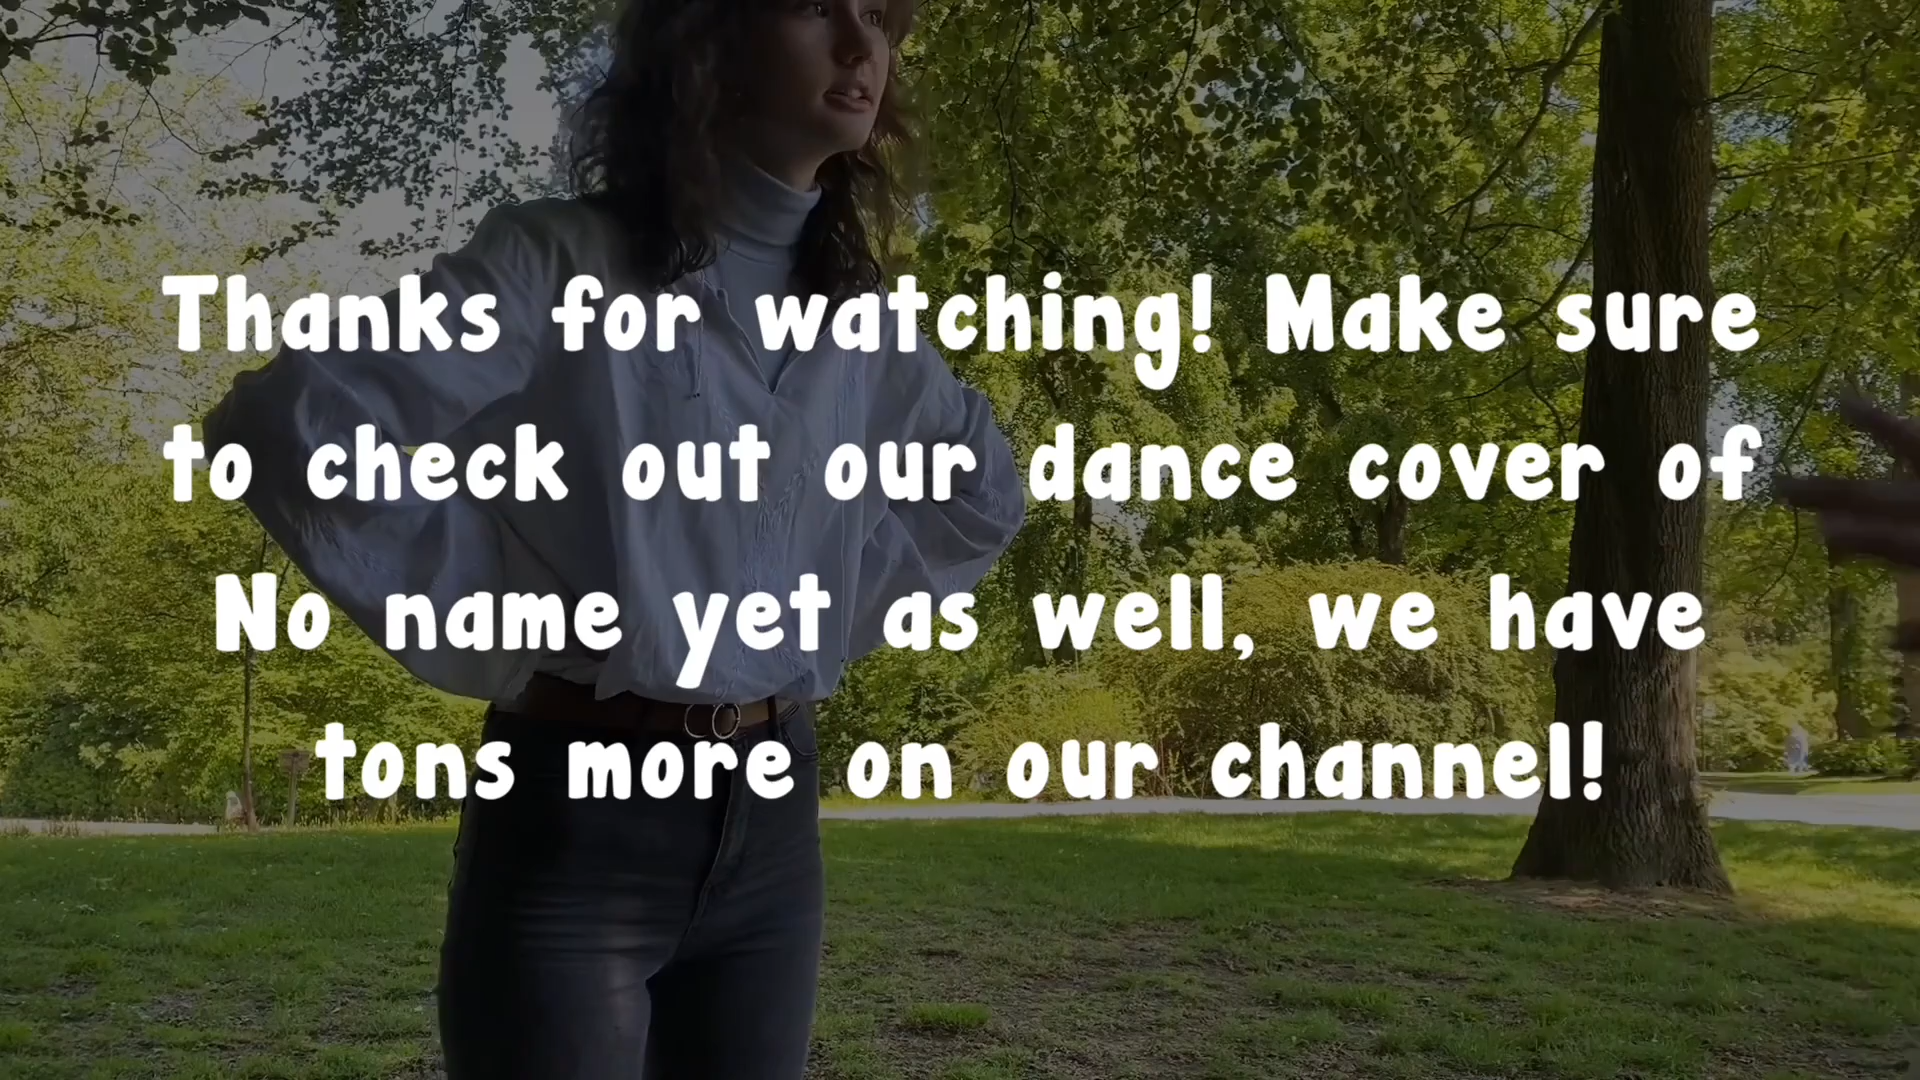 Thanks for watching! Make sure
to check out our dance cover of
No name yet as well, we have
tons more on our channel!